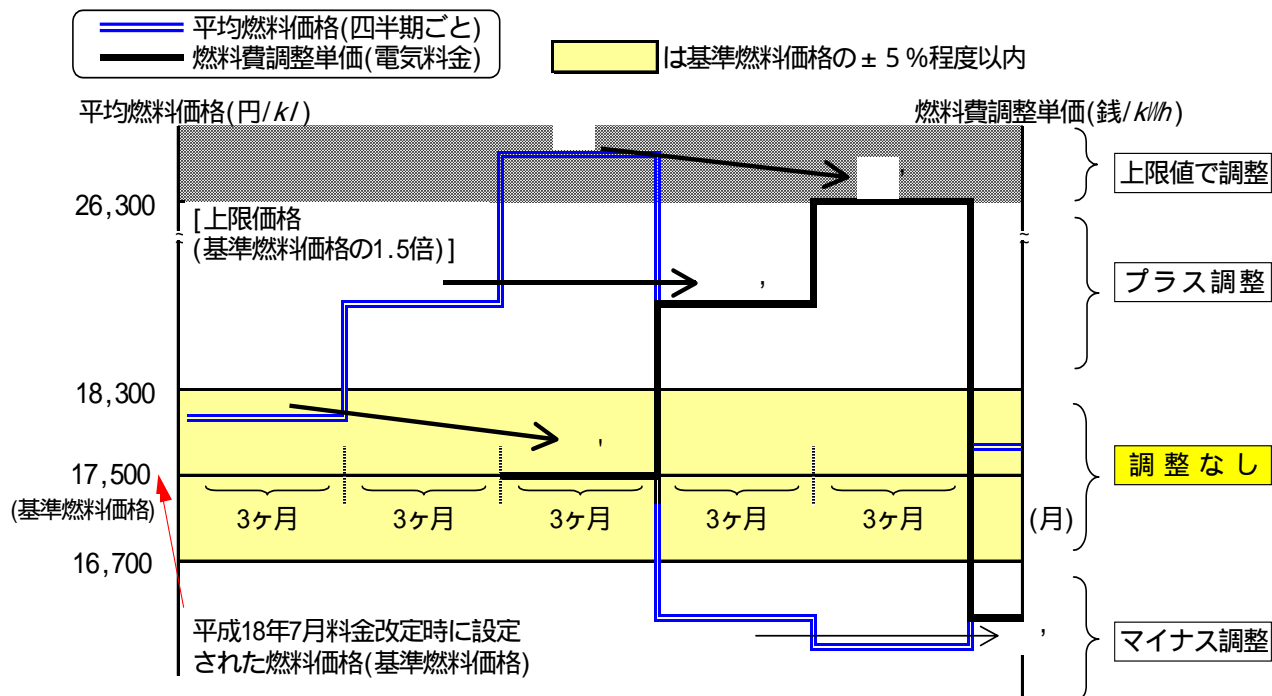 平均燃料価格(四半期ごと)
燃料費調整単価(電気料金)
は基準燃料価格の±5%程度以内
平均燃料価格(円/kl)
燃料費調整単価(銭/kWh)
上限値で調整
,
26,300
[上限価格
(基準燃料価格の1.5倍)]
≈
≈
プラス調整
,
18,300
,
調整なし
17,500
(基準燃料価格)
3ヶ月
3ヶ月
3ヶ月
3ヶ月
3ヶ月
(月)
16,700
平成18年7月料金改定時に設定
された燃料価格(基準燃料価格)
,
マイナス調整